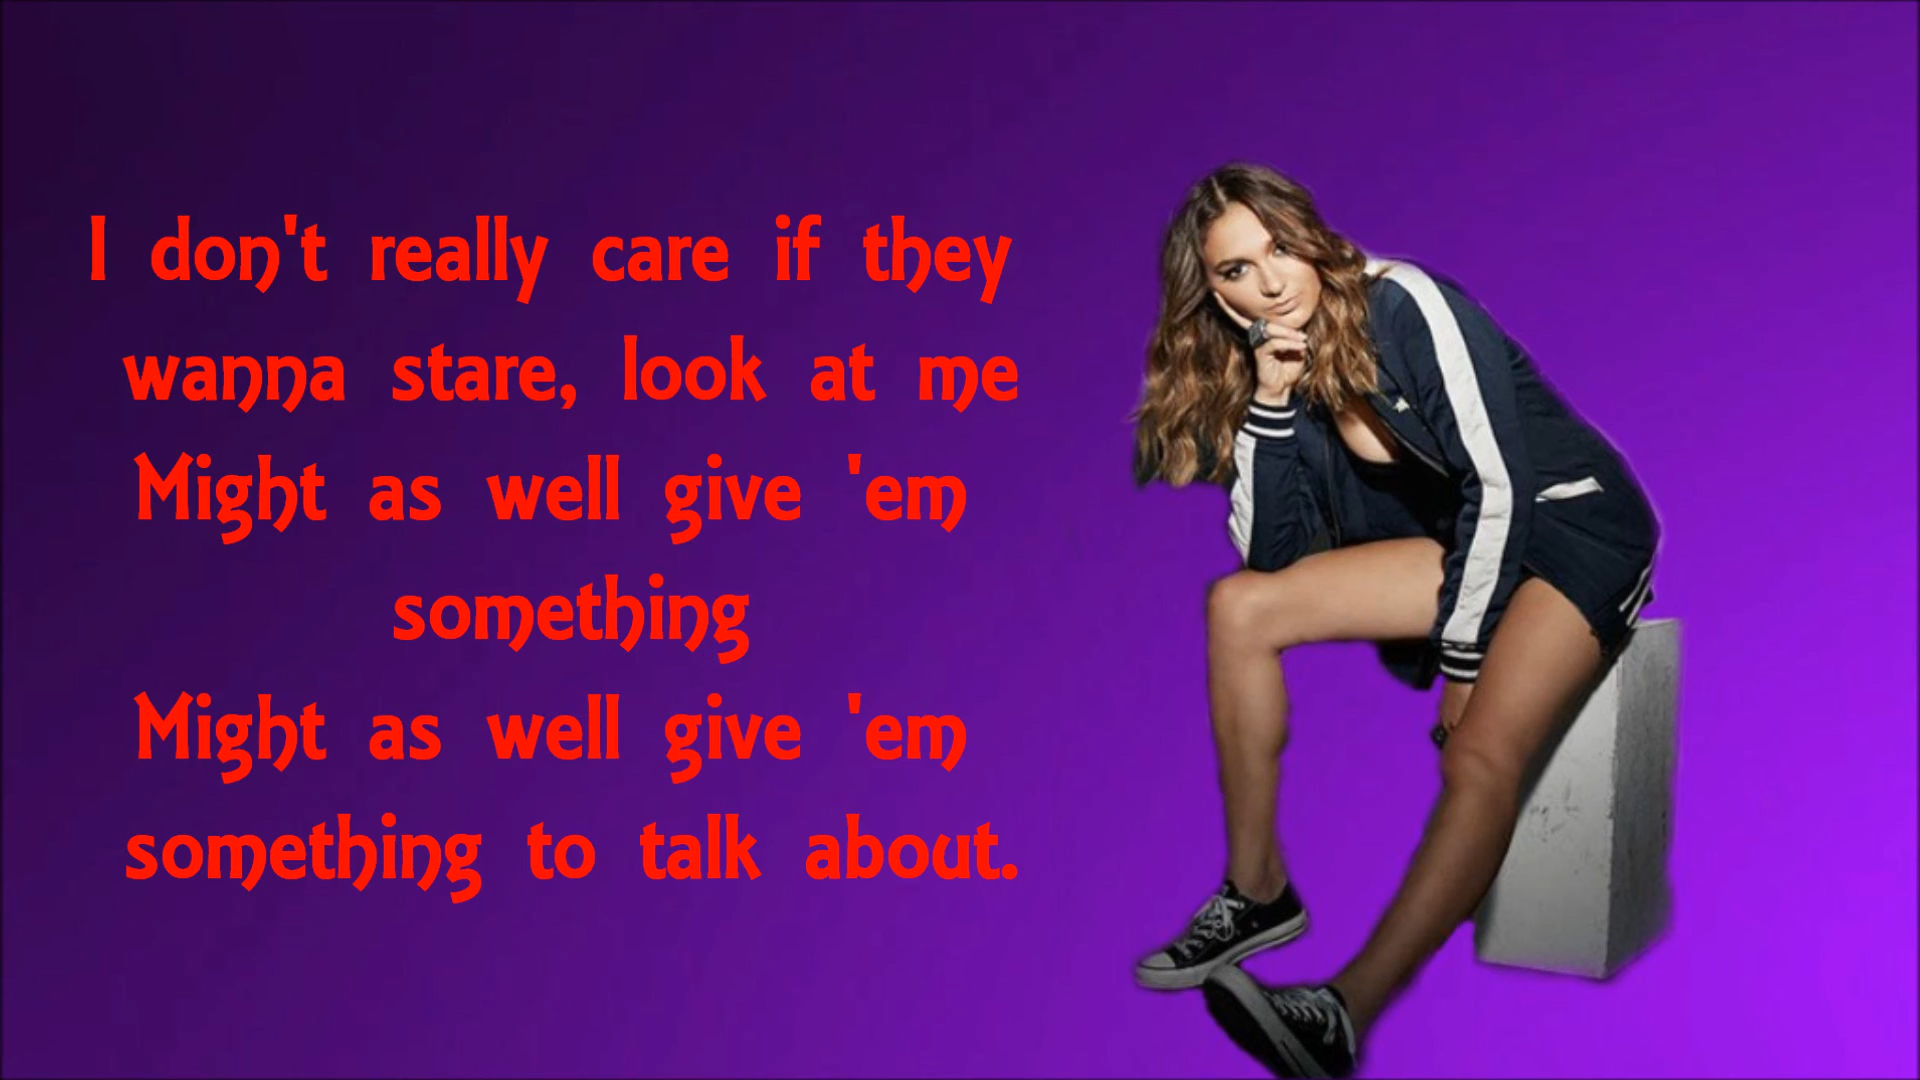 I don't really care if they
wanna stare, look at me
Might as well give 'em
something
Might as well give 'em
something to talk about.